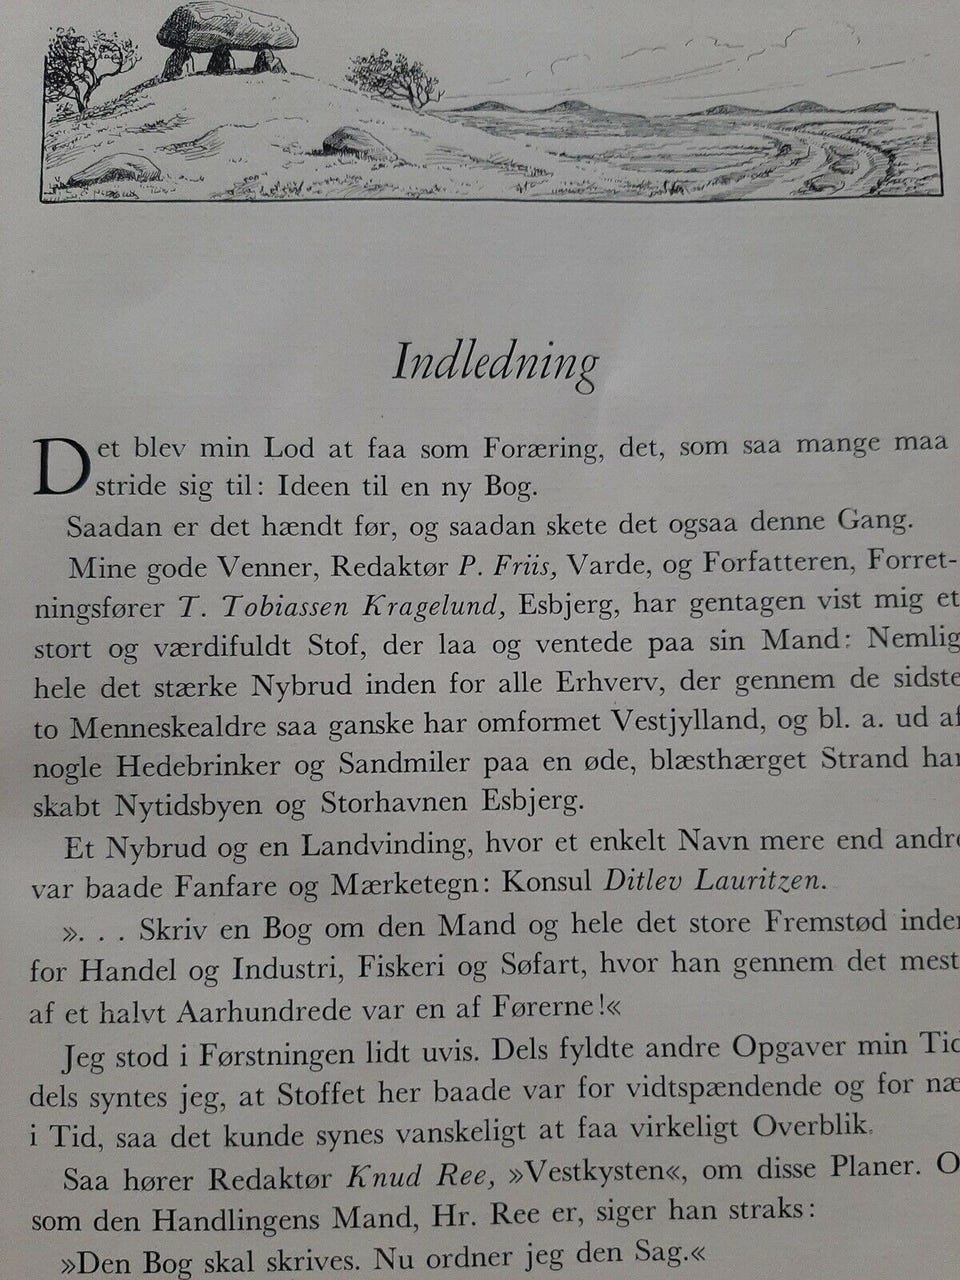 Indledning
Det blev min Lod at faa som Foræring, det, som saa mange maa
stride sig til: Ideen til en ny Bog.
Saadan er det hændt før, og saadan skete det ogsaa denne Gang.
Mine gode Venner, Redaktør P. Friis, Varde, og Forfatteren, Forret-
ningsfører T. Tobiassen Kragelund, Esbjerg, har gentagen vist mig et
stort og værdifuldt Stof, der laa og ventede paa sin Mand: Nemlig
hele det stærke Nybrud inden for alle Erhverv, der gennem de sidste
to Menneskealdre saa ganske har omformet Vestjylland, og bl. a. ud af
nogle Hedebrinker og Sandmiler paa en øde, blæsthærget Strand har
skabt Nytidsbyen og Storhavnen Esbjerg.
Et Nybrud og en Landvinding, hvor et enkelt Navn mere end andre
var baade Fanfare og Mærketegn: Konsul Ditlev Lauritzen.
». . . Skriv en Bog om den Mand og hele det store Fremstød inden
for Handel og Industri, Fiskeri og Søfart, hvor han gennem det mest
af et halvt Aarhundrede var en af Førerne!«
Jeg stod i Førstningen lidt uvis. Dels fyldte andre Opgaver min Tid
dels syntes jeg, at Stoffet her baade var for vidtspændende og for næ
i Tid, saa det kunde synes vanskeligt at faa virkeligt Overblik.
Saa hører Redaktør Knud Ree, »Vestkysten«, om disse Planer. O
som den Handlingens Mand, Hr. Ree er, siger han straks:
»Den Bog skal skrives. Nu ordner jeg den Sag.«